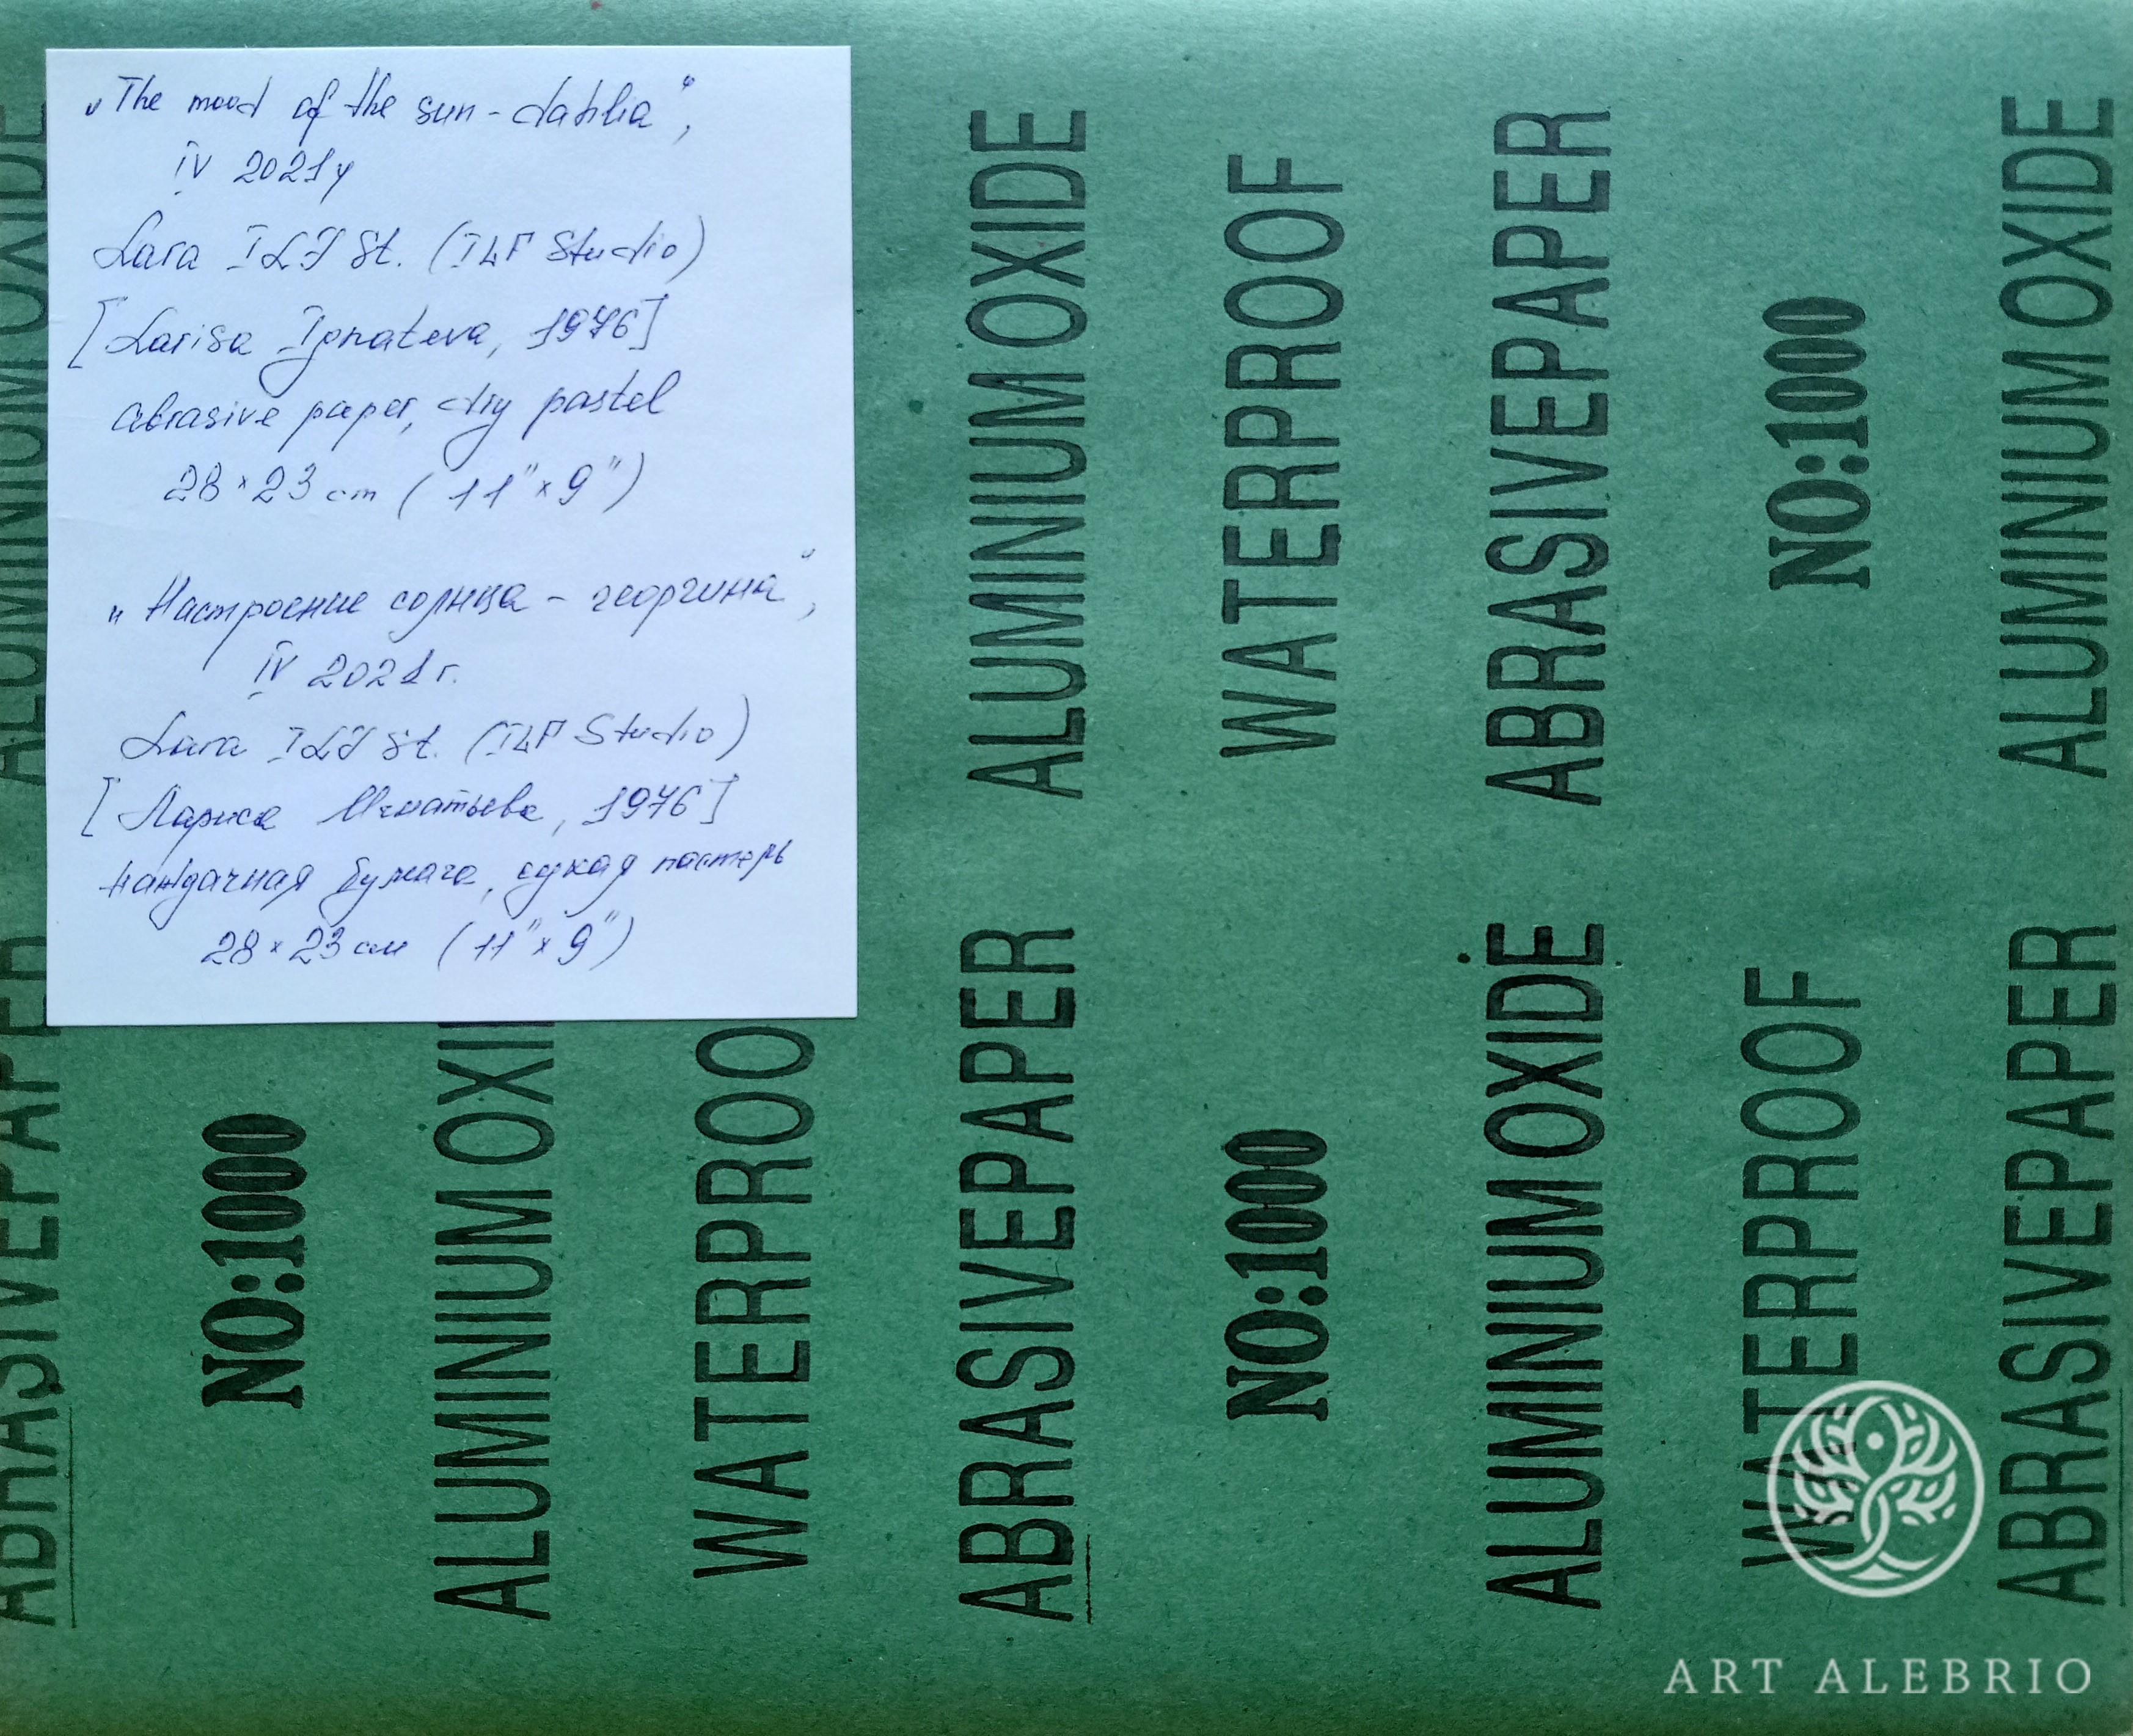 „The mood of the sun-dahlia“,
IV 2021y
Lara ILF St. (ILF Studio)
[Larisa Ignateva, 1976]
abrasive paper, dry pastel
28×23 cm (11"×9")
„Настроение солнца - георгина“,
IV 2021г.
Lara ILF St. (ILF Studio)
[Лариса Игнатьева, 1976]
наждачная бумага, сухая пастель
28×23 см (11"×9")
ALUMINIUM OXIDE
ABRASIVEPAPER
NO:1000
ALUMINIUM OXI
WATERPROO
ALUMINIUM OXIDE
ABRASIVEPAPER
WATERPROOF
NO:1000
ABRASIVEPAPER
ALUMINIUM OXIDE
NO:1000
WATERPROOF
ALUMINIUM OXIDE
ABRASIVEPAPER
ART ALEBRIO